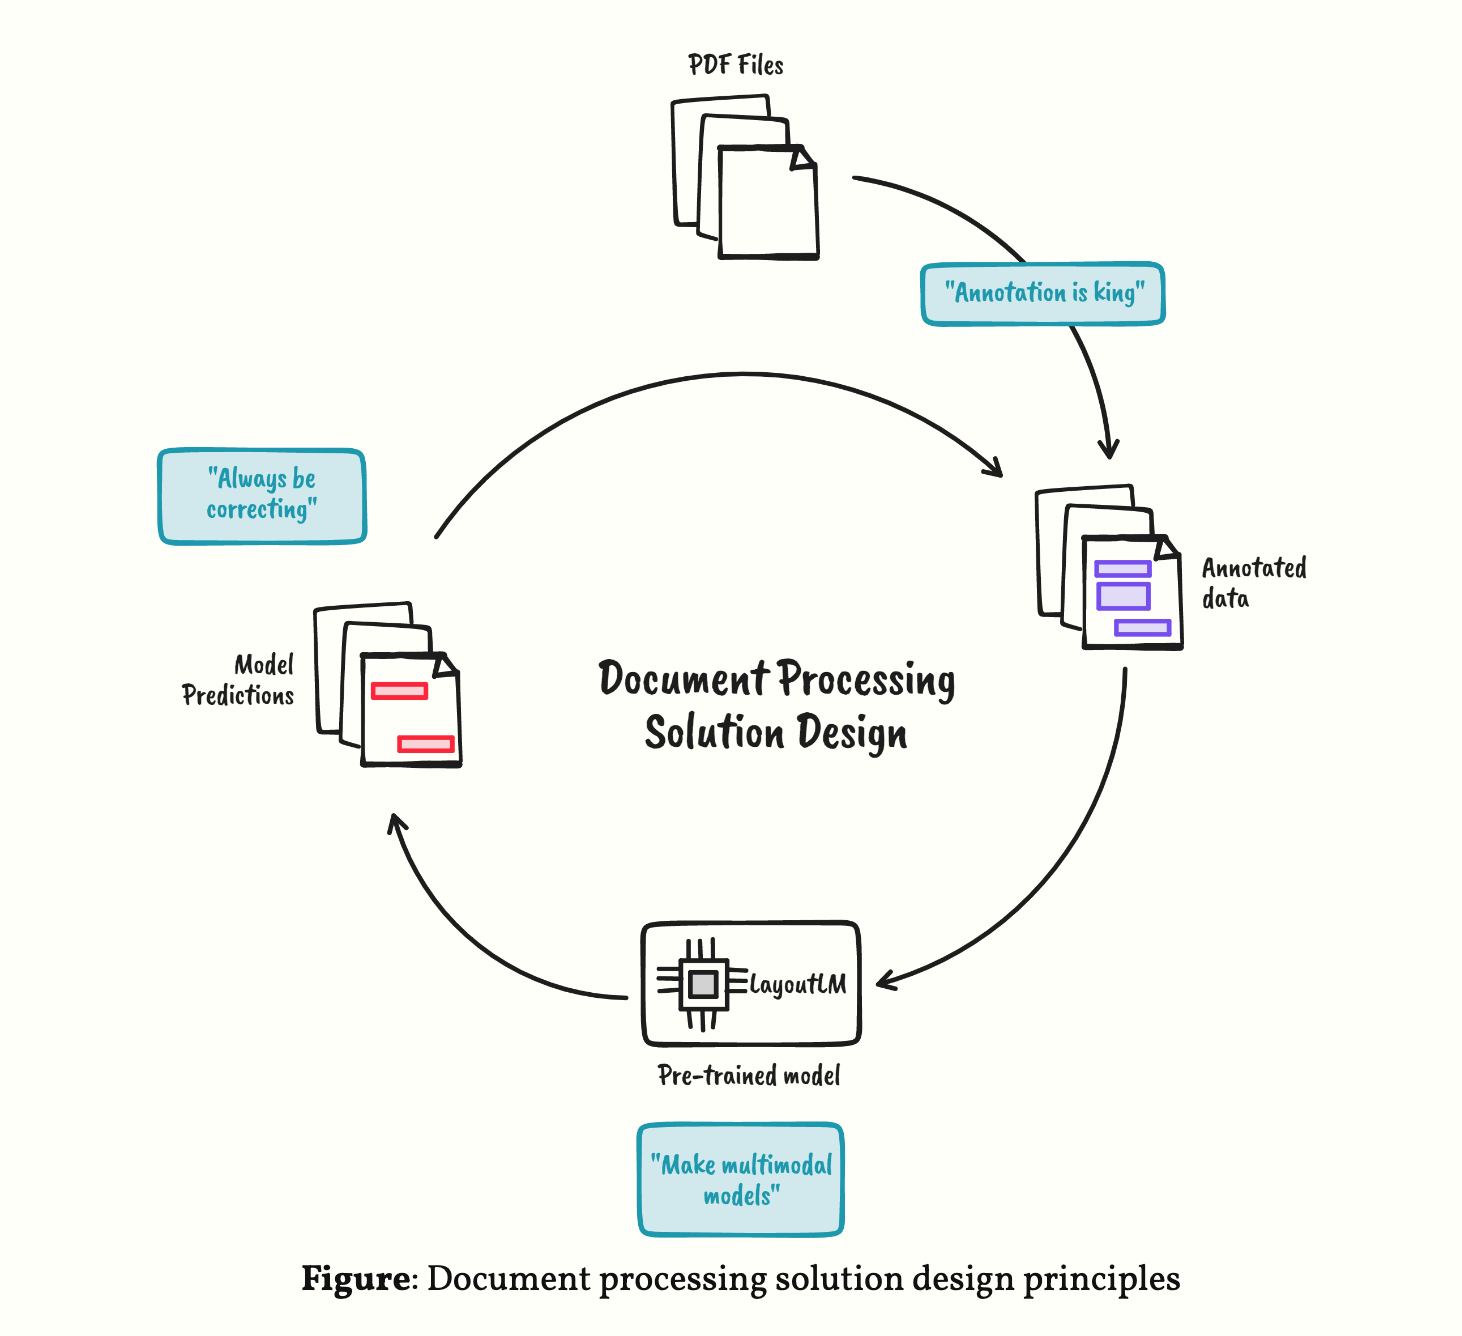 PDF Files
"Annotation is king"
"Always be
correcting"
Annotated
data
Model
Predictions
Document Processing
Solution Design
LayoutLM
Pre-trained model
"Make multimodal
models"
Figure: Document processing solution design principles